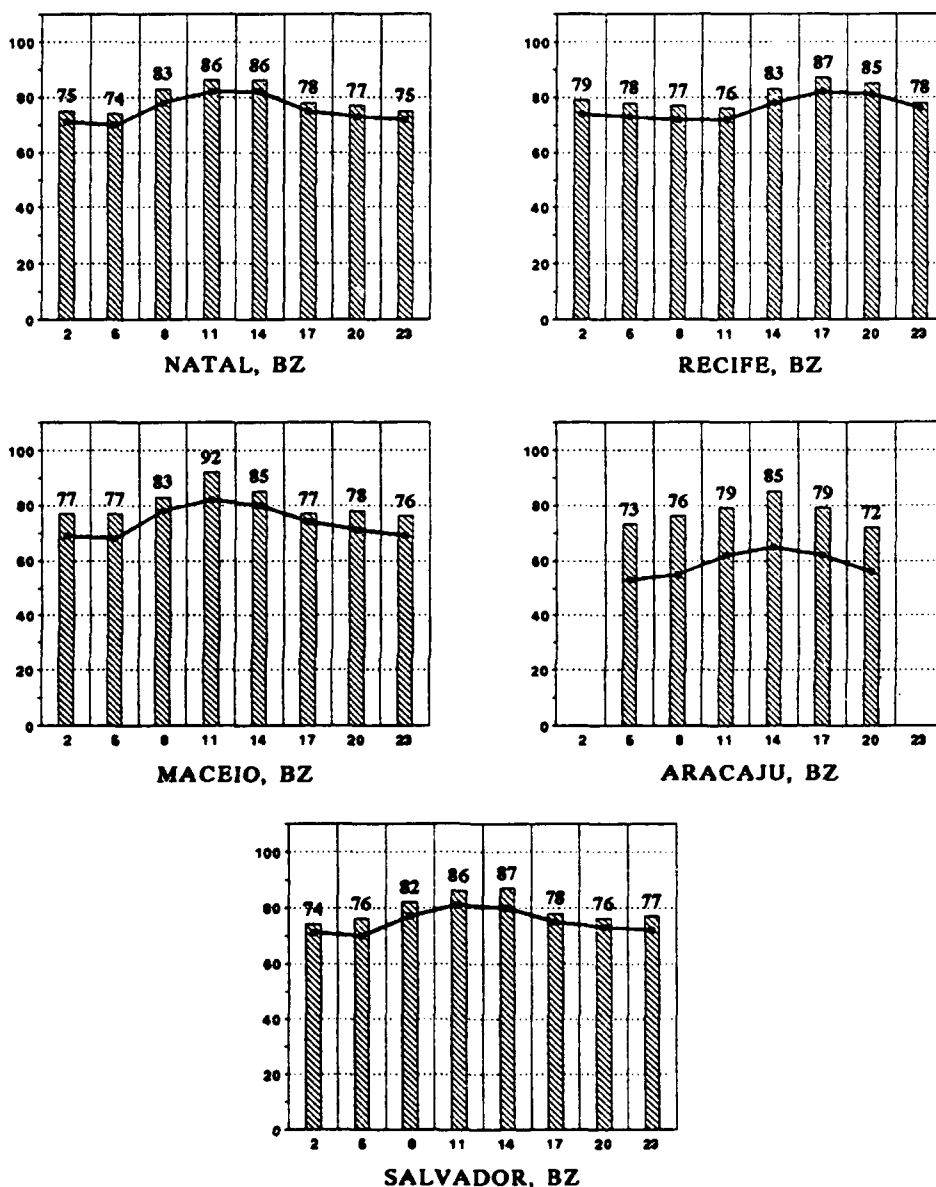 100
80
60
40
20
0
75 74 83 86 86 78 77 75
2 5 8 11 14 17 20 23
NATAL, BZ
100
80
60
40
20
0
79 78 77 76 83 87 85 78
2 5 8 11 14 17 20 23
RECIFE, BZ
100
80
60
40
20
0
77 77 83 92 85 77 78 76
2 5 8 11 14 17 20 23
MACEIO, BZ
100
80
60
40
20
0
73 76 79 85 79 72
2 5 8 11 14 17 20 23
ARACAJU, BZ
100
80
60
40
20
0
74 76 82 86 87 78 76 77
2 5 8 11 14 17 20 23
SALVADOR, BZ